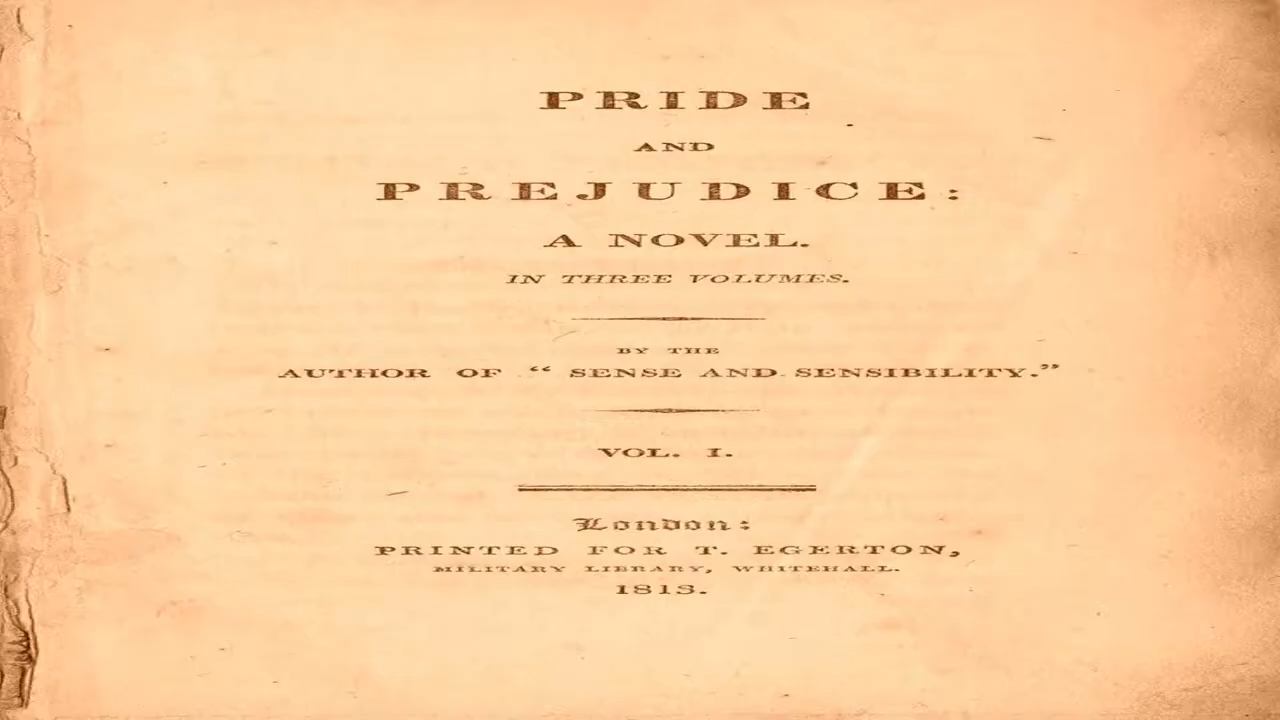 PRIDE
AND
PREJUDICE:
A NOVEL.
IN THREE VOLUMES.
BY THE
AUTHOR OF “ SENSE AND SENSIBILITY.”
VOL. I.
London:
PRINTED FOR T. EGERTON,
MILITARY LIBRARY, WHITEHALL.
1813.